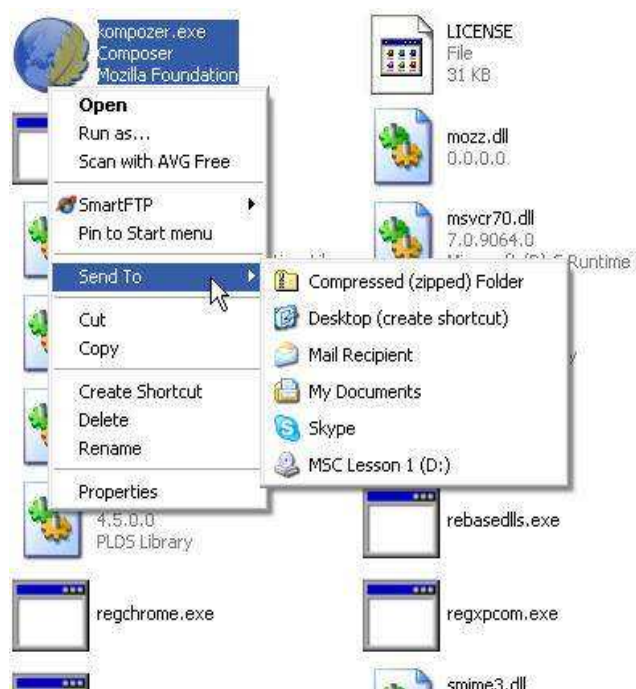 kompozer.exe
Composer
Mozilla Foundation
LICENSE
File
31 KB
Open
Run as...
Scan with AVG Free
SmartFTP
Pin to Start menu
Send To
Cut
Copy
Create Shortcut
Delete
Rename
Properties
mozz.dll
0.0.0.0
msvcr70.dll
7.0.9064.0
Runtime
Compressed (zipped) Folder
Desktop (create shortcut)
Mail Recipient
My Documents
Skype
MSC Lesson 1 (D:)
4.5.0.0
PLDS Library
rebasedlls.exe
regchrome.exe
regxpcom.exe
smime3.dll